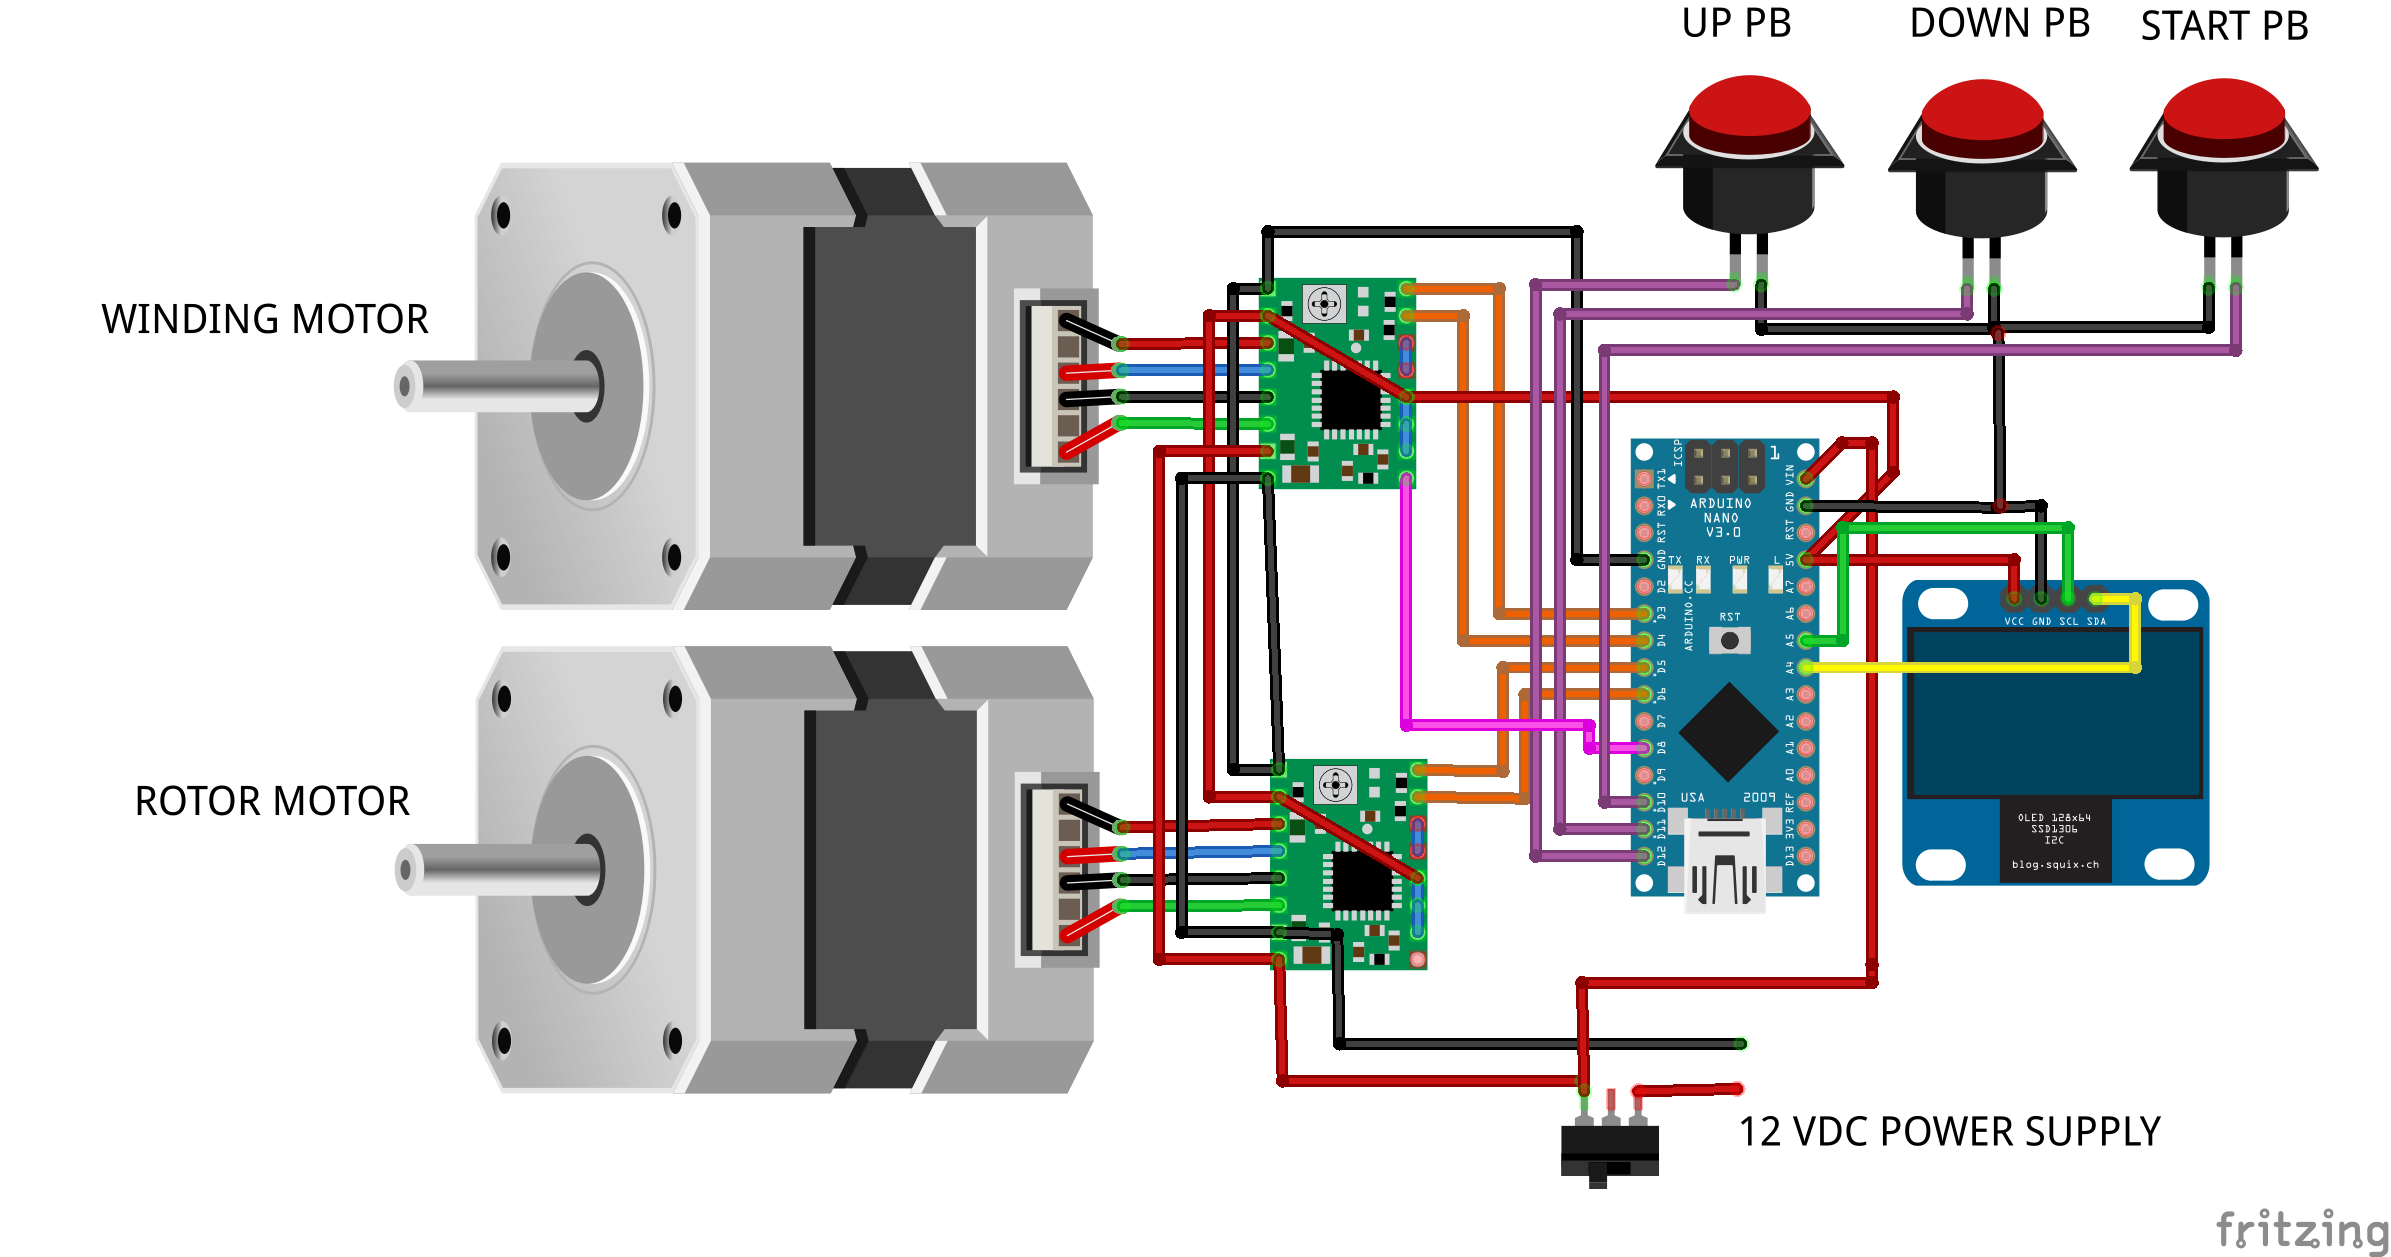 UP PB
DOWN PB
START PB
WINDING MOTOR
ROTOR MOTOR
ICSP
1
ARDUINO
NANO
V3.0
TX
RX
PWR
L
RST
ARDUINO.CC
USA
2009
TX1
RX0
RST
GND
D2
D3
D4
D5
D6
D7
D8
D9
D10
D11
D12
VIN
GND
RST
5V
A7
A6
A5
A4
A3
A2
A1
A0
REF
3V3
D13
VCC GND SCL SDA
OLED 128x64
SSD1306
I2C
blog.squix.ch
12 VDC POWER SUPPLY
fritzing